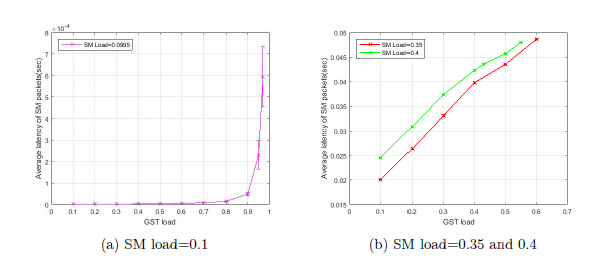 × 10⁻⁴
8
7
6
5
4
3
2
1
0
Average latency of SM packets(sec)
SM Load=0.0995
0 0.1 0.2 0.3 0.4 0.5 0.6 0.7 0.8 0.9 1
GST load
(a) SM load=0.1
0.05
0.045
0.04
0.035
0.03
0.025
0.02
0.015
Average latency of SM packets(sec)
SM Load=0.35
SM Load=0.4
0 0.1 0.2 0.3 0.4 0.5 0.6 0.7
GST load
(b) SM load=0.35 and 0.4